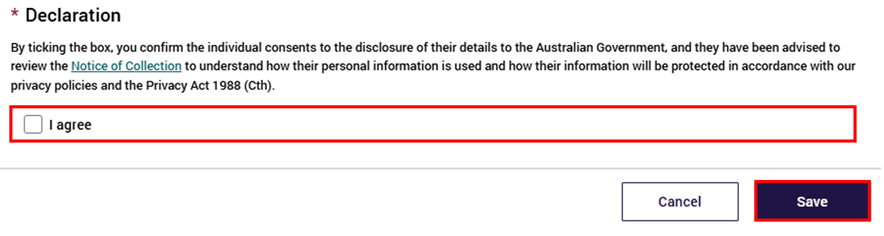 * Declaration
By ticking the box, you confirm the individual consents to the disclosure of their details to the Australian Government, and they have been advised to
review the Notice of Collection to understand how their personal information is used and how their information will be protected in accordance with our
privacy policies and the Privacy Act 1988 (Cth).
I agree
Cancel Save